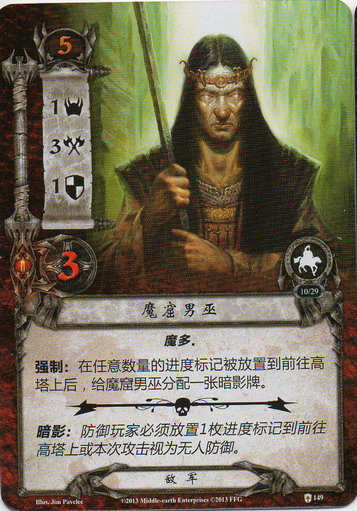 5
1
3
1
3
10/29
魔窟男巫
魔多.
强制：在任意数量的进度标记被放置到前往高
塔上后，给魔窟男巫分配一张暗影牌。
暗影：防御玩家必须放置1枚进度标记到前往
高塔上或本次攻击视为无人防御。
敌军
Illus. Jim Pavelec
©2013 Middle-earth Enterprises ©2013 FFG
149